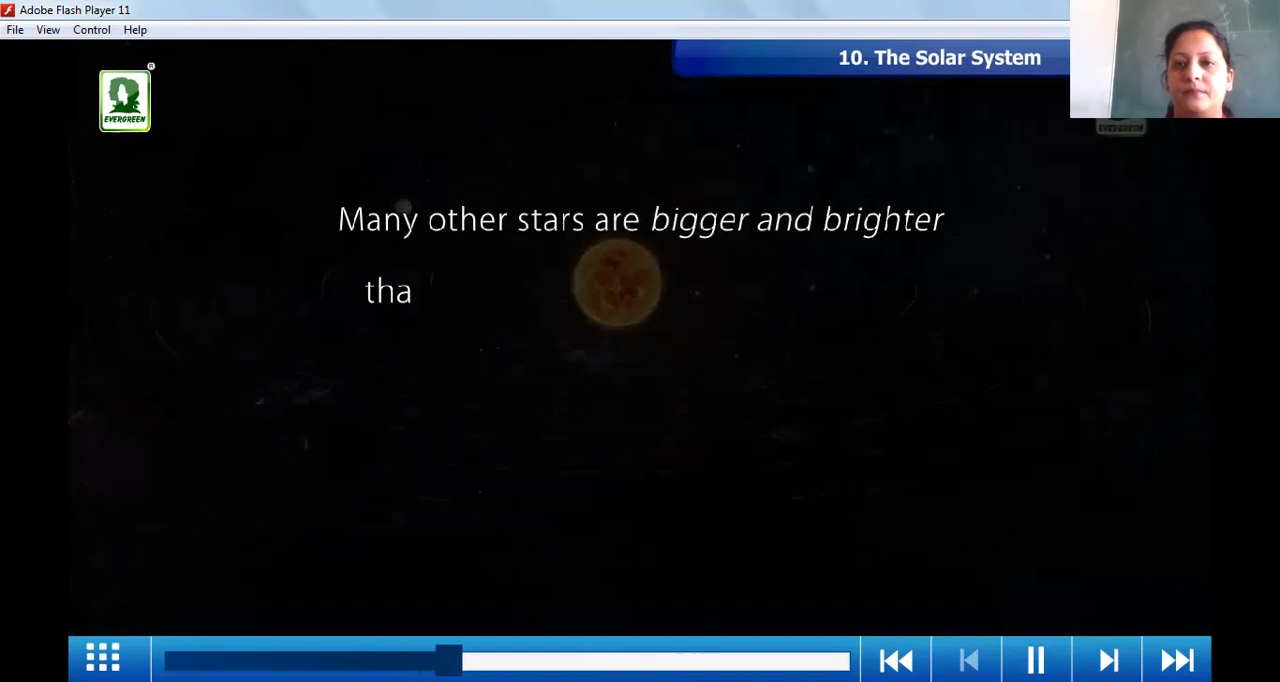 Adobe Flash Player 11
File View Control Help
10. The Solar System
EVERGREEN
EVERGREEN
Many other stars are bigger and brighter
tha